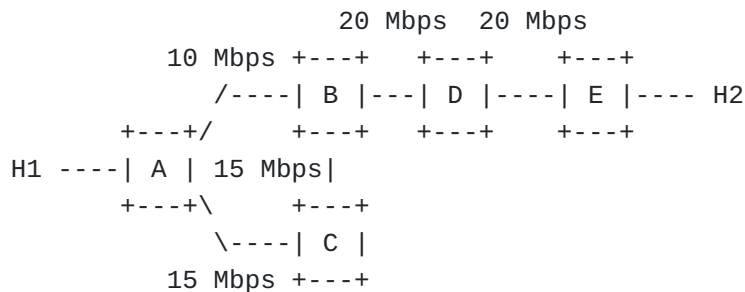 20 Mbps  20 Mbps
          10 Mbps +---+   +---+    +---+
             /----| B |---| D |----| E |---- H2
       +---+/     +---+   +---+    +---+
H1 ----| A | 15 Mbps|
       +---+\     +---+
             \----| C |
          15 Mbps +---+